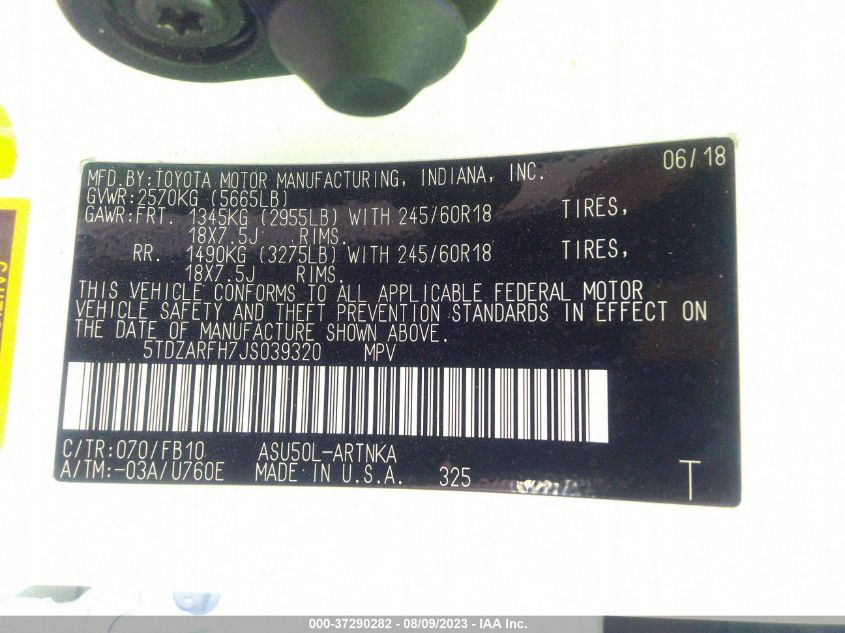 06/18
MFD.BY:TOYOTA MOTOR MANUFACTURING, INDIANA, INC.
GVWR:2570KG (5665LB)
GAWR:FRT. 1345KG (2955LB) WITH 245/60R18 TIRES,
18X7.5J RIMS.
RR. 1490KG (3275LB) WITH 245/60R18 TIRES,
18X7.5J RIMS.
THIS VEHICLE CONFORMS TO ALL APPLICABLE FEDERAL MOTOR
VEHICLE SAFETY AND THEFT PREVENTION STANDARDS IN EFFECT ON
THE DATE OF MANUFACTURE SHOWN ABOVE.
5TDZARFH7JS039320 MPV
C/TR:070/FB10 ASU50L-ARTNKA
A/TM:-03A/U760E MADE IN U.S.A. 325 T
000-37290282 - 08/09/2023 - IAA Inc.